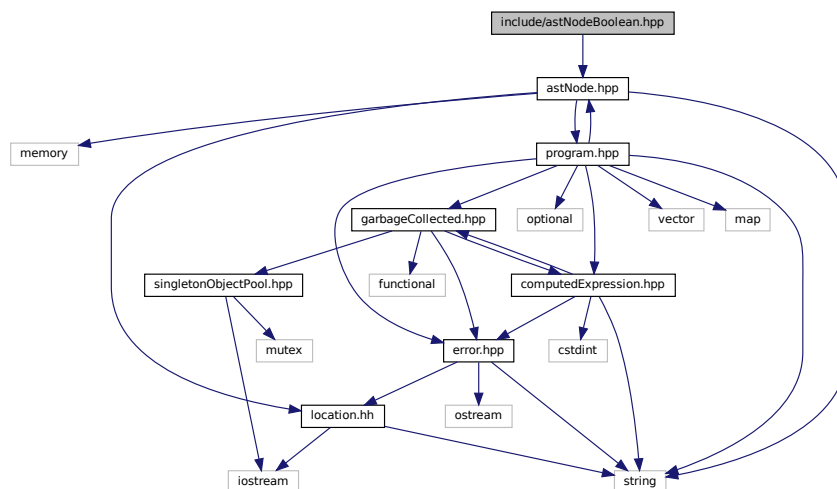 include/astNodeBoolean.hpp
astNode.hpp
memory
program.hpp
garbageCollected.hpp
optional
vector
map
singletonObjectPool.hpp
functional
computedExpression.hpp
mutex
error.hpp
cstdint
location.hh
ostream
iostream
string